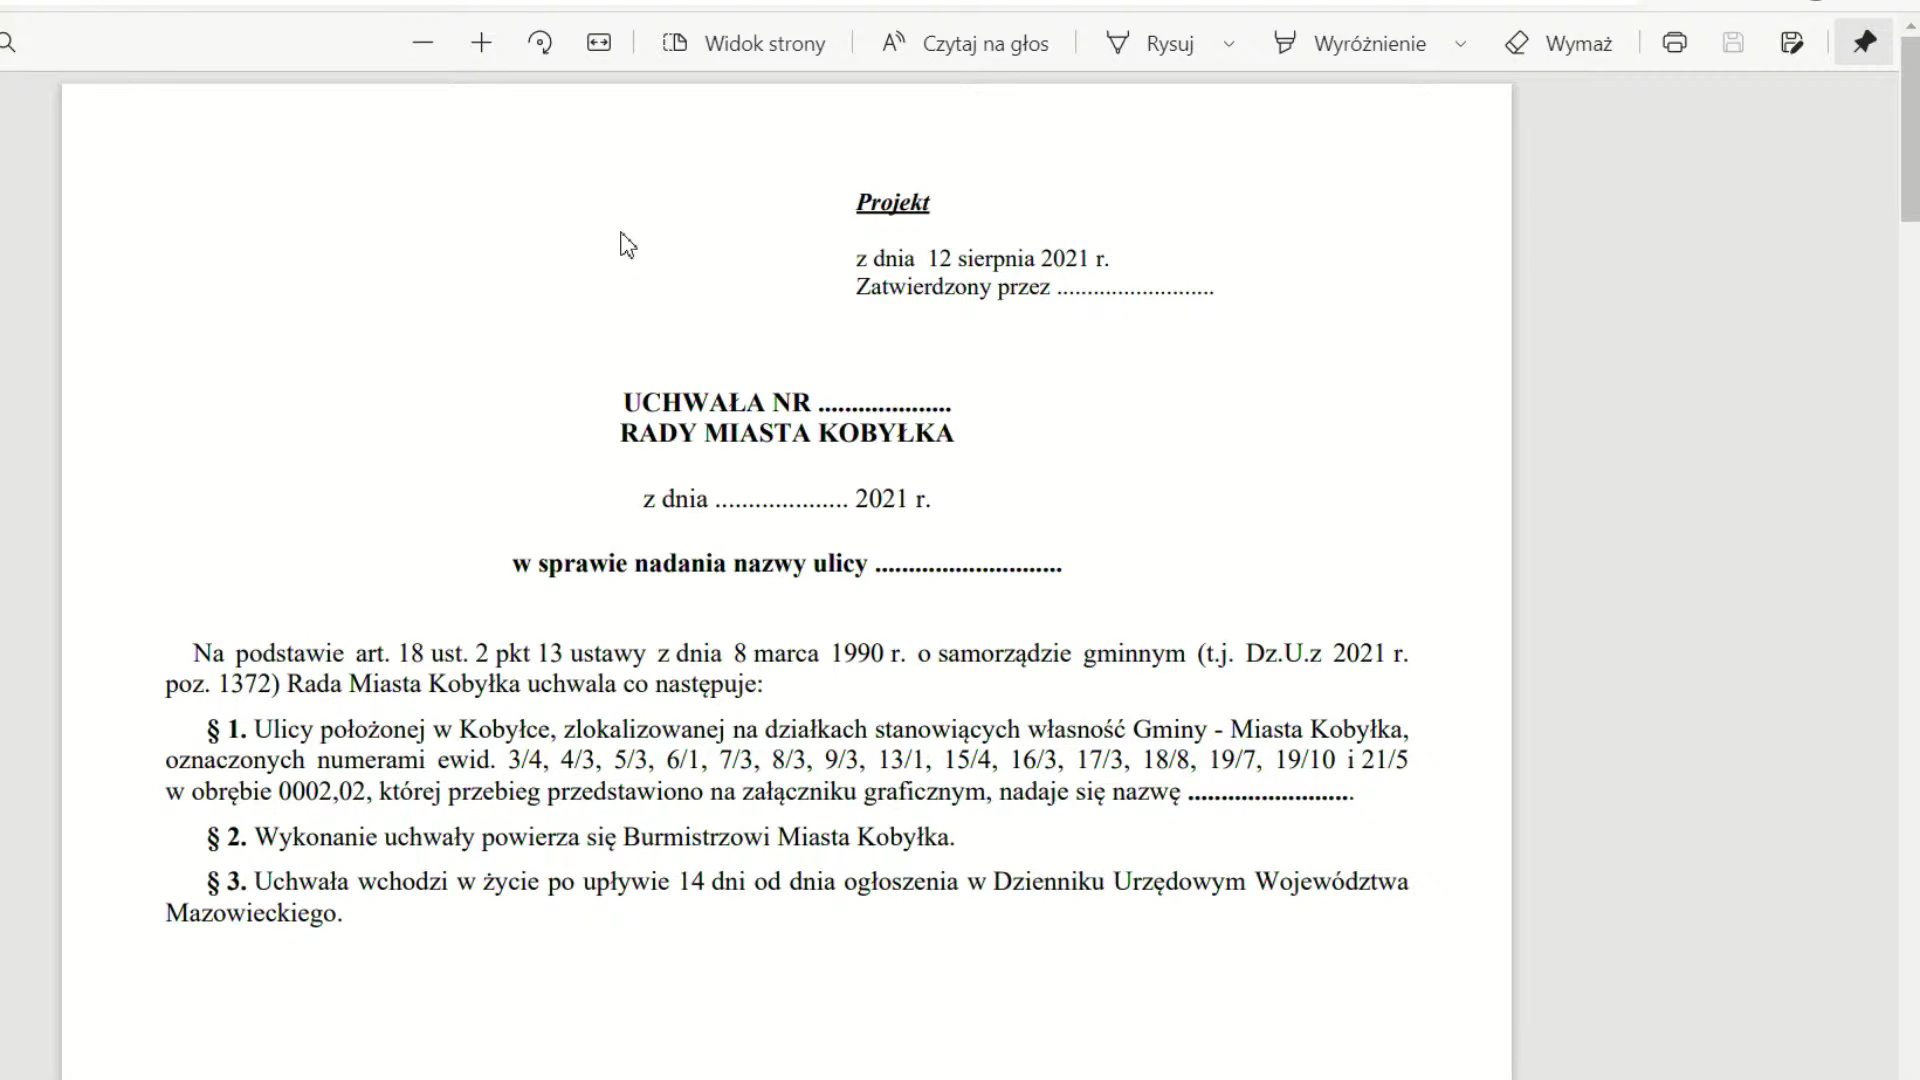 Widok strony Czytaj na głos Rysuj Wyróżnienie Wymaż
Projekt
z dnia 12 sierpnia 2021 r.
Zatwierdzony przez ..........................
UCHWAŁA NR ....................
RADY MIASTA KOBYŁKA
z dnia .................... 2021 r.
w sprawie nadania nazwy ulicy ............................
Na podstawie art. 18 ust. 2 pkt 13 ustawy z dnia 8 marca 1990 r. o samorządzie gminnym (t.j. Dz.U.z 2021 r.
poz. 1372) Rada Miasta Kobyłka uchwala co następuje:
§ 1. Ulicy położonej w Kobyłce, zlokalizowanej na działkach stanowiących własność Gminy - Miasta Kobyłka,
oznaczonych numerami ewid. 3/4, 4/3, 5/3, 6/1, 7/3, 8/3, 9/3, 13/1, 15/4, 16/3, 17/3, 18/8, 19/7, 19/10 i 21/5
w obrębie 0002,02, której przebieg przedstawiono na załączniku graficznym, nadaje się nazwę .........................
§ 2. Wykonanie uchwały powierza się Burmistrzowi Miasta Kobyłka.
§ 3. Uchwała wchodzi w życie po upływie 14 dni od dnia ogłoszenia w Dzienniku Urzędowym Województwa
Mazowieckiego.